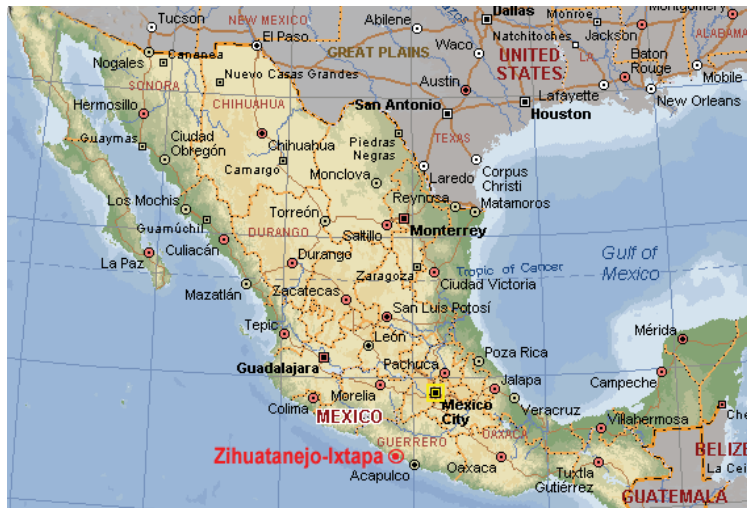 Tucson
NEW MEXICO
Abilene
Dallas
Monroe
Montgomery
El Paso
Natchitoches
Jackson
ALABAMA
Nogales
Cananea
GREAT PLAINS
Waco
UNITED
STATES
LA
Baton
Rouge
Mobile
Nuevo Casas Grandes
SONORA
Austin
Lafayette
New Orleans
Hermosillo
CHIHUAHUA
San Antonio
Houston
Guaymas
Ciudad
Obregón
Chihuahua
Piedras
Negras
TEXAS
Camargo
Monclova
Laredo
Corpus
Christi
Los Mochis
Reynosa
Matamoros
Guamúchil
Torreón
DURANGO
Saltillo
Monterrey
Culiacán
La Paz
Durango
Zaragoza
Tropic of Cancer
Gulf of
Mexico
Ciudad Victoria
Mazatlán
Zacatecas
San Luis Potosí
Tepic
León
Mérida
Guadalajara
Pachuca
Poza Rica
Campeche
Colima
Morelia
Jalapa
MEXICO
Mexico
City
Veracruz
Villahermosa
Che
GUERRERO
OAXACA
Zihuatanejo-Ixtapa
BELIZE
Acapulco
Oaxaca
Tuxtla
Gutiérrez
La Cei
GUATEMALA